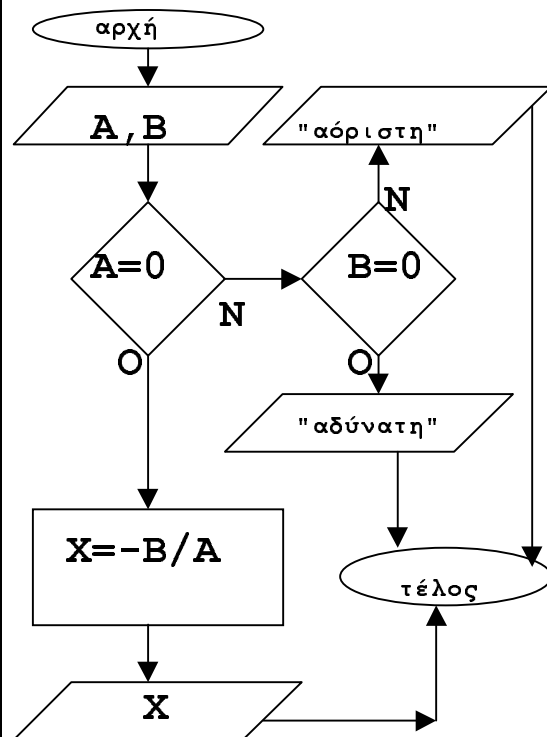 αρχή
A,B
"αόριστη"
N
A=0
B=0
N
O
O
"αδύνατη"
X=-B/A
τέλος
X